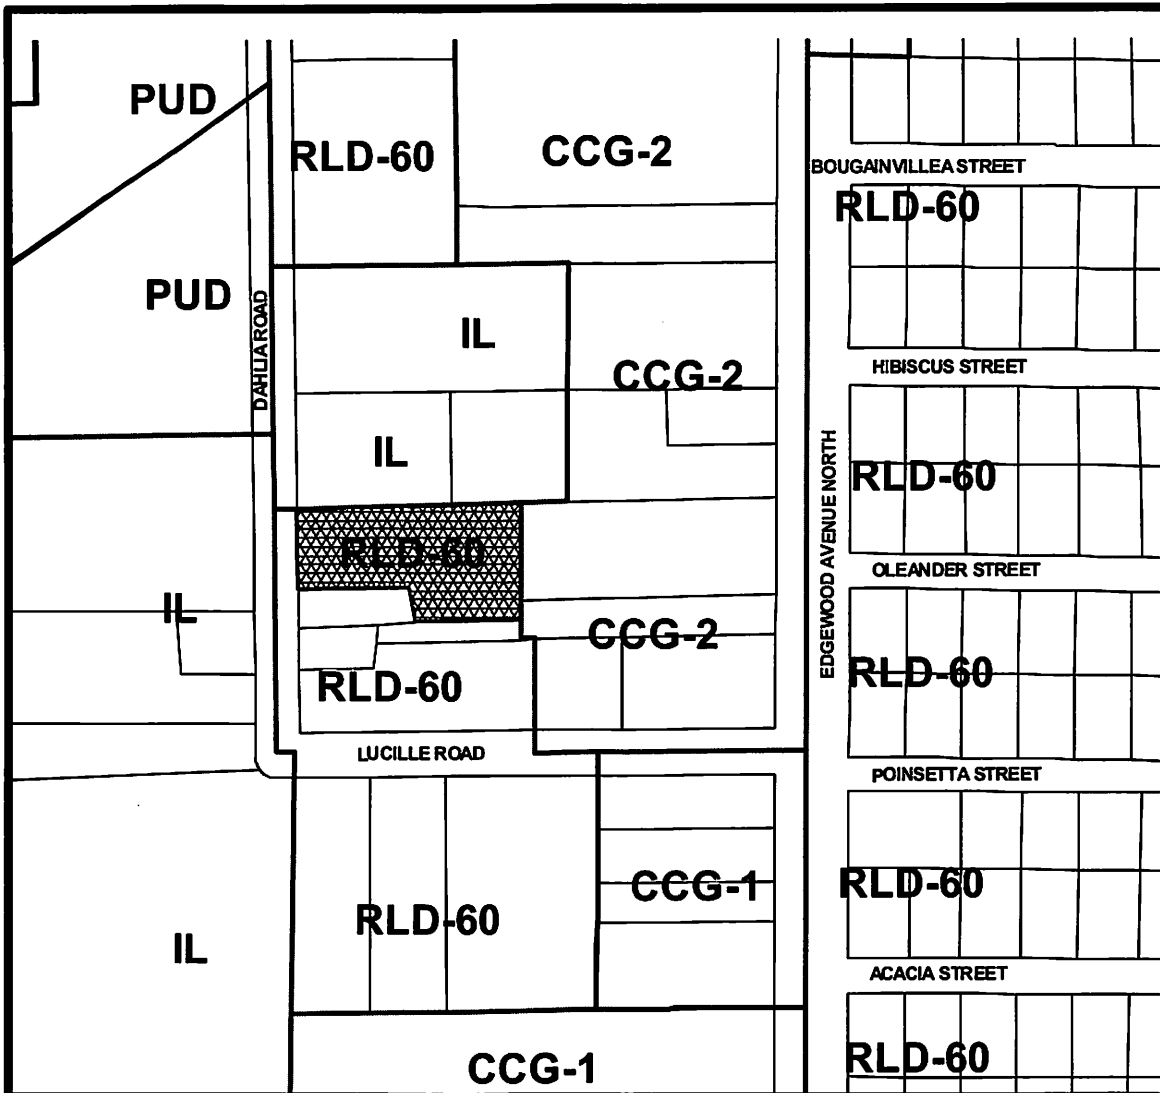 PUD
RLD-60
CCG-2
BOUGAINVILLEA STREET
RLD-60
PUD
DAHLIA ROAD
IL
HIBISCUS STREET
CCG-2
IL
EDGEWOOD AVENUE NORTH
RLD-60
RLD-60
OLEANDER STREET
IL
CCG-2
RLD-60
RLD-60
LUCILLE ROAD
POINSETTA STREET
CCG-1
RLD-60
RLD-60
IL
ACACIA STREET
CCG-1
RLD-60